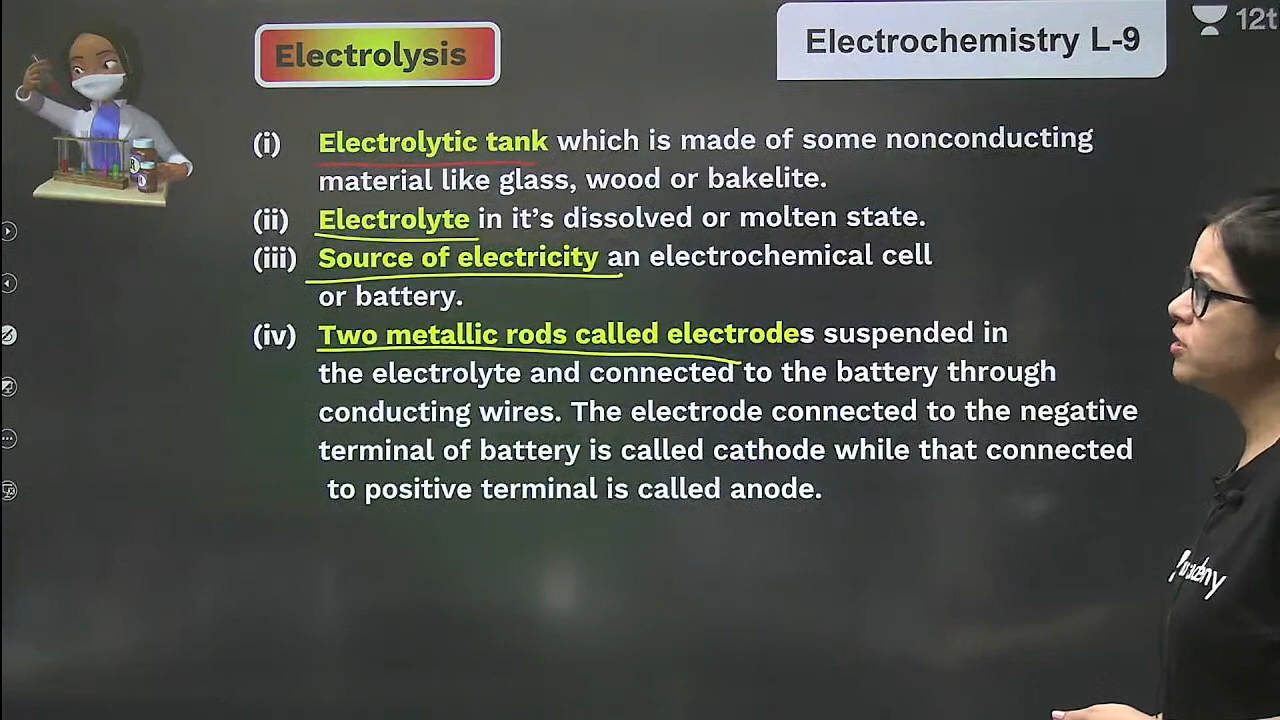 Electrolysis
Electrochemistry L-9
12t
(i) Electrolytic tank which is made of some nonconducting
material like glass, wood or bakelite.
(ii) Electrolyte in it's dissolved or molten state.
(iii) Source of electricity an electrochemical cell
or battery.
(iv) Two metallic rods called electrodes suspended in
the electrolyte and connected to the battery through
conducting wires. The electrode connected to the negative
terminal of battery is called cathode while that connected
to positive terminal is called anode.